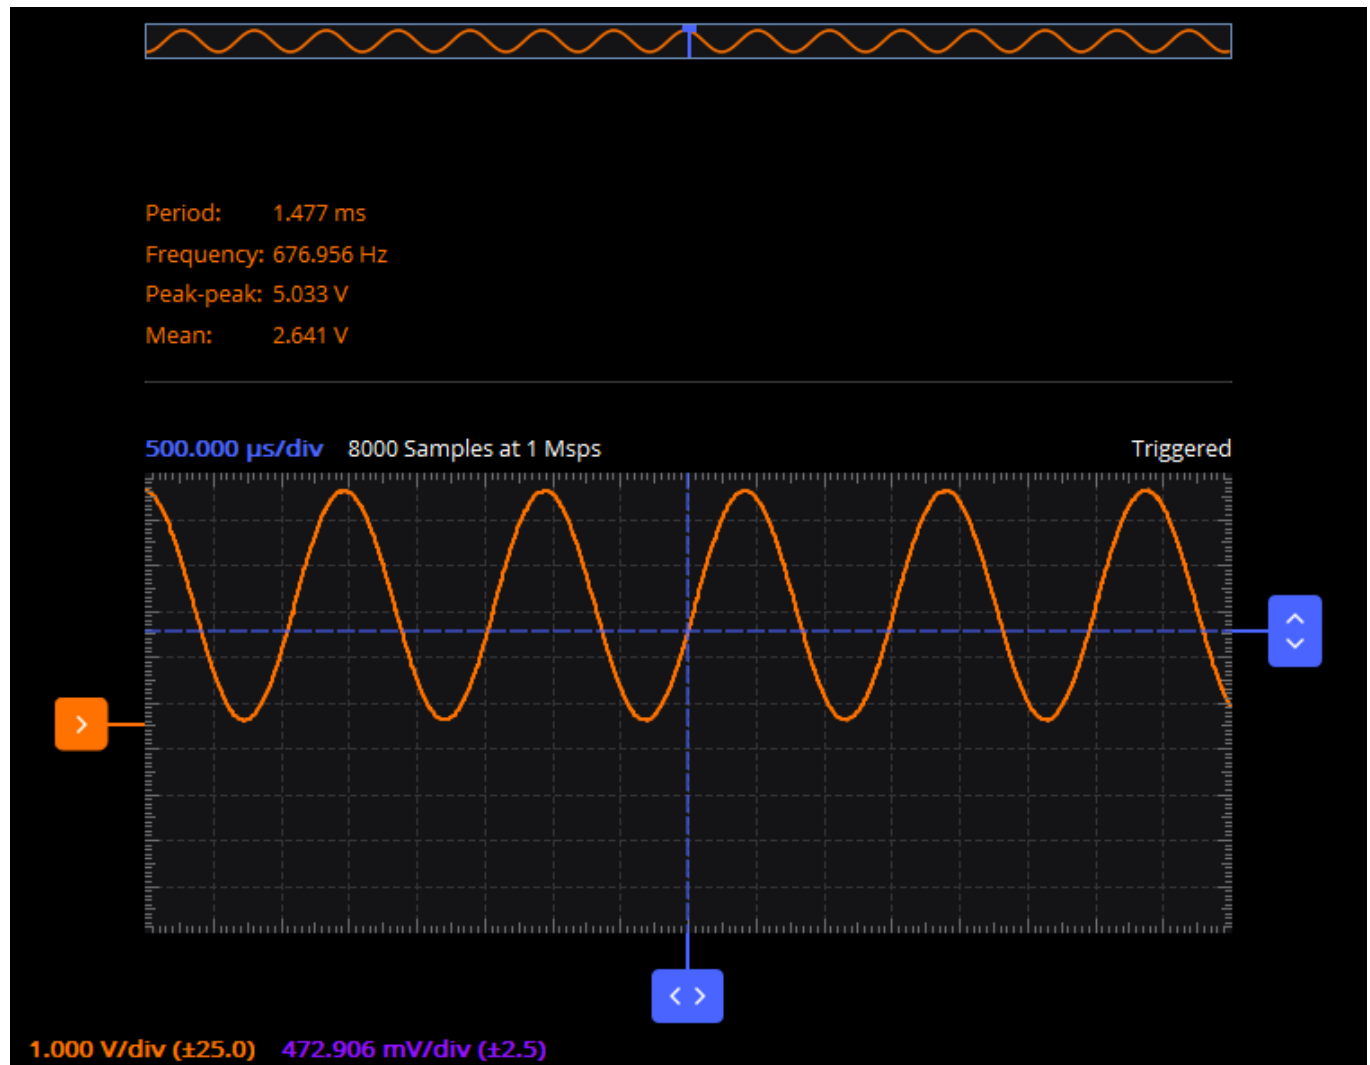 Period: 1.477 ms
Frequency: 676.956 Hz
Peak-peak: 5.033 V
Mean: 2.641 V
500.000 µs/div 8000 Samples at 1 Msps Triggered
1.000 V/div (±25.0) 472.906 mV/div (±2.5)